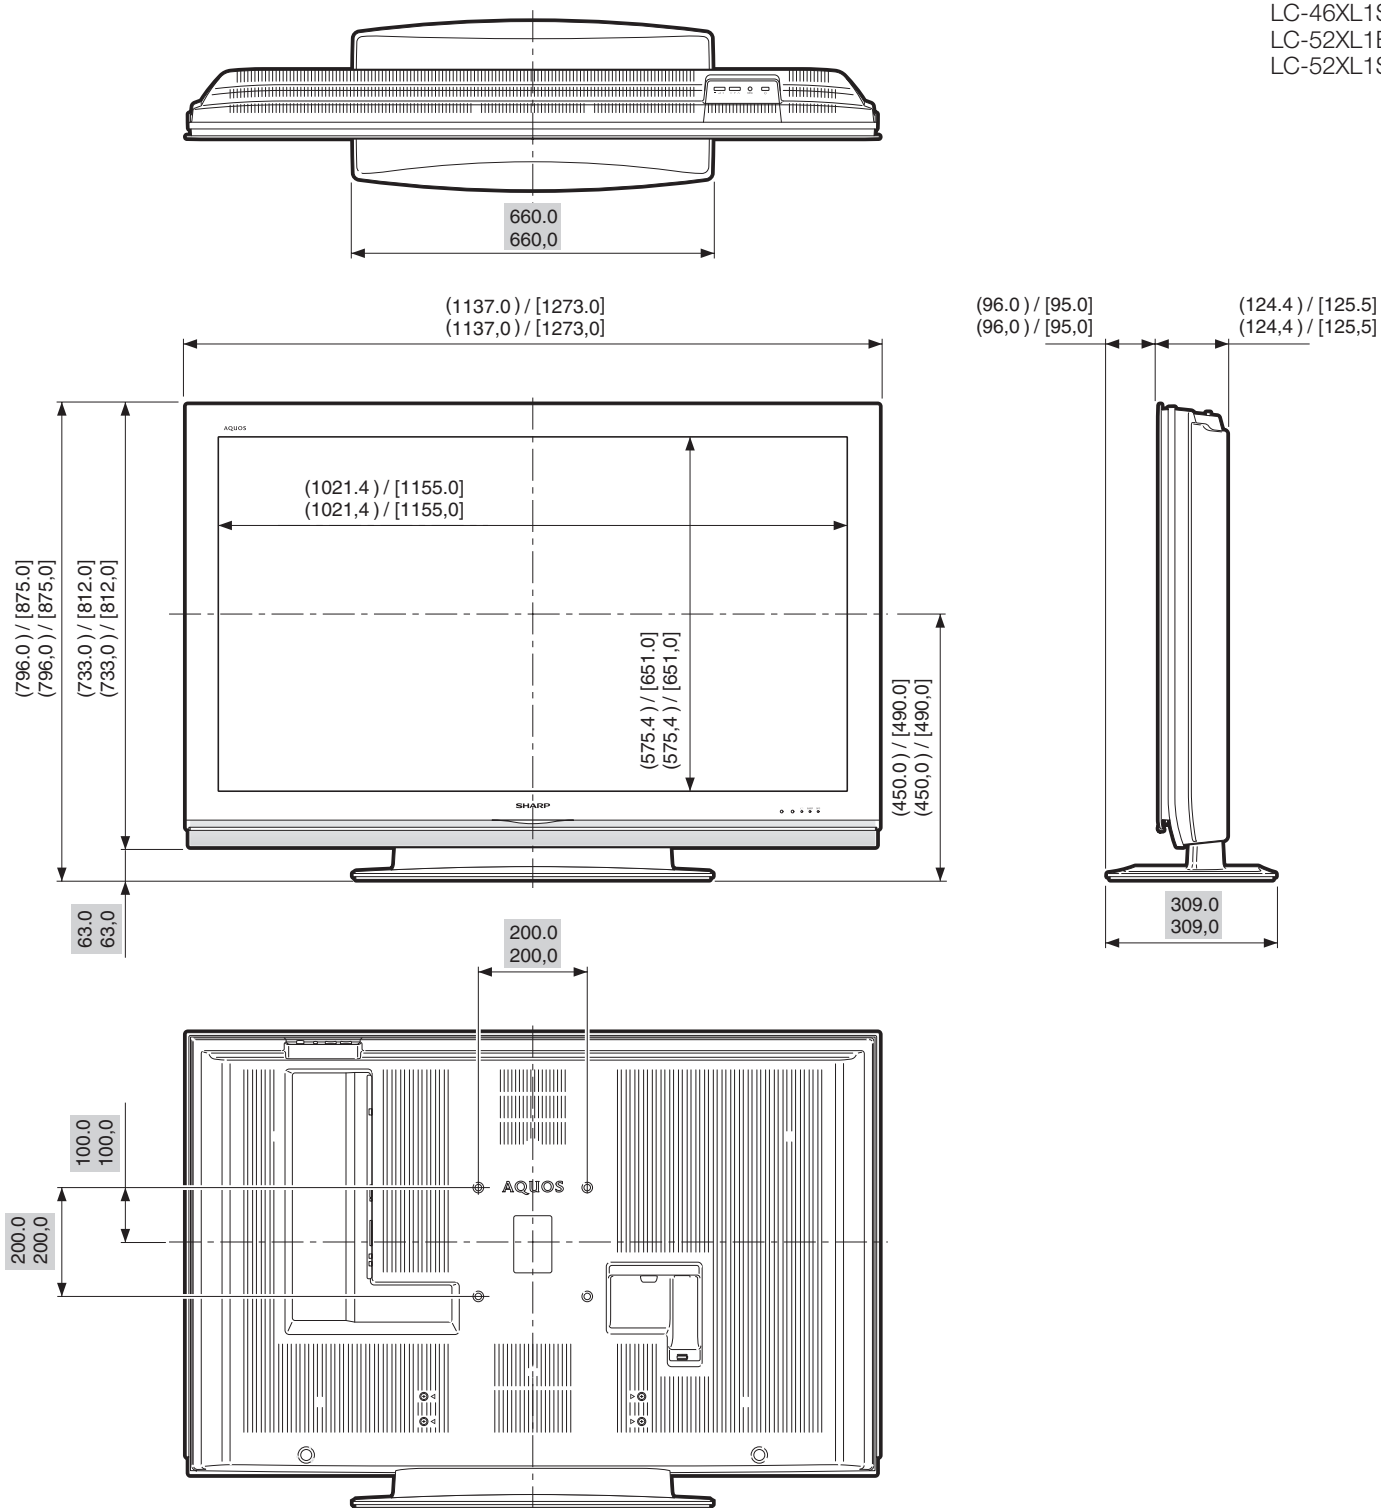 LC-46XL1S
LC-52XL1E
LC-52XL1S
660.0
660,0
(1137.0 ) / [1273.0]
(1137,0 ) / [1273,0]
(96.0 ) / [95.0]
(96,0 ) / [95,0]
(124.4 ) / [125.5]
(124,4 ) / [125,5]
AQUOS
(1021.4 ) / [1155.0]
(1021,4 ) / [1155,0]
(796.0 ) / [875.0]
(796,0 ) / [875,0]
(733.0 ) / [812.0]
(733,0 ) / [812,0]
(575.4 ) / [651.0]
(575,4 ) / [651,0]
(450.0 ) / [490.0]
(450,0 ) / [490,0]
SHARP
63.0
63,0
309.0
309,0
200.0
200,0
100.0
100,0
AQUOS
200.0
200,0